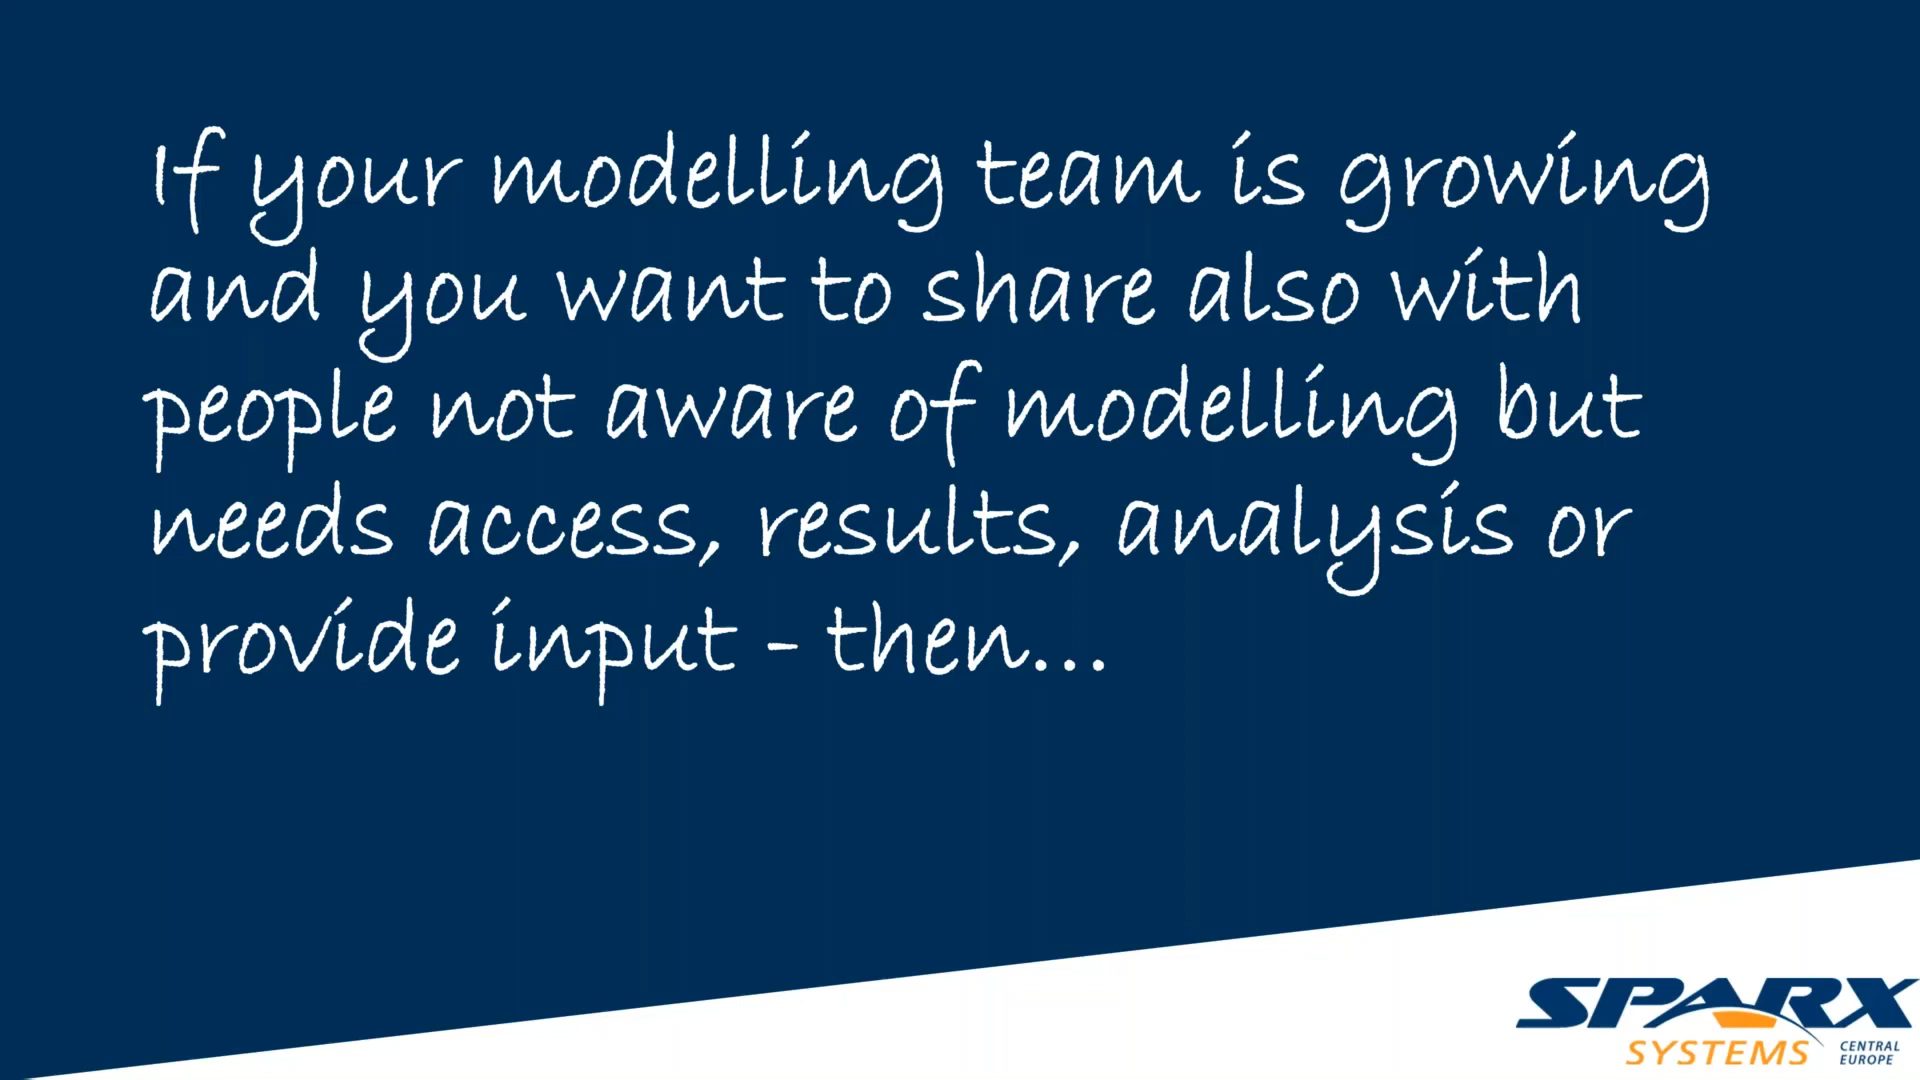 If your modelling team is growing
and you want to share also with
people not aware of modelling but
needs access, results, analysis or
provide input - then...
SPARX
SYSTEMS
CENTRAL
EUROPE